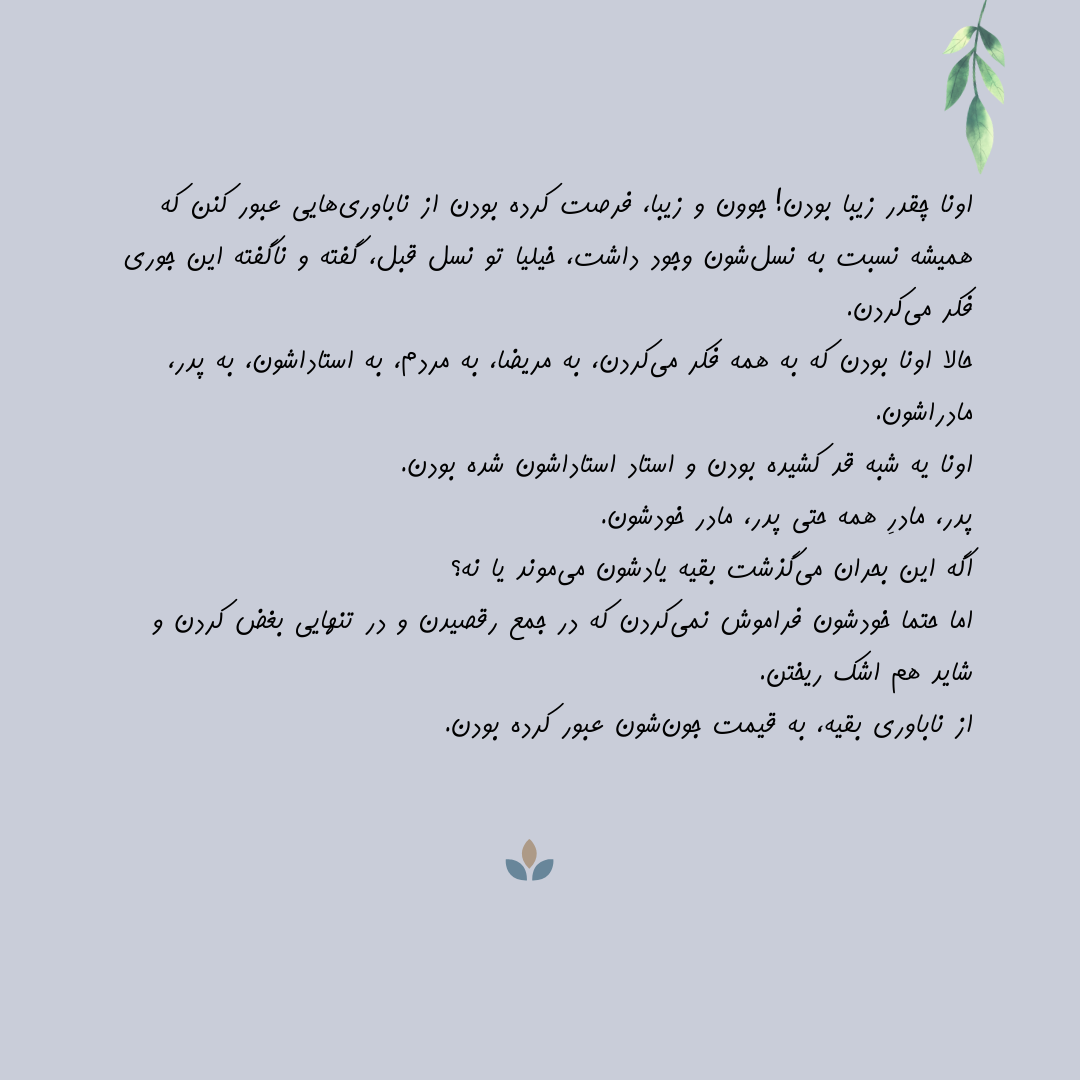 اونا چقدر زیبا بودن! جوون و زیبا، فرصت کرده بودن از ناباوری‌هایی عبور کنن که
همیشه نسبت به نسل‌شون وجود داشت، خیلیا تو نسل قبل، گفته و ناگفته این جوری
فکر می‌کردن.
حالا اونا بودن که به همه فکر می‌کردن، به مریضا، به مردم، به استاداشون، به پدر،
مادراشون.
اونا یه شبه قد کشیده بودن و استاد استاداشون شده بودن.
پدر، مادرِ همه حتی پدر، مادر خودشون.
اگه این بحران می‌گذشت بقیه یادشون می‌موند یا نه؟
اما حتما خودشون فراموش نمی‌کردن که در جمع رقصیدن و در تنهایی بغض کردن و
شاید هم اشک ریختن.
از ناباوری بقیه، به قیمت جون‌شون عبور کرده بودن.